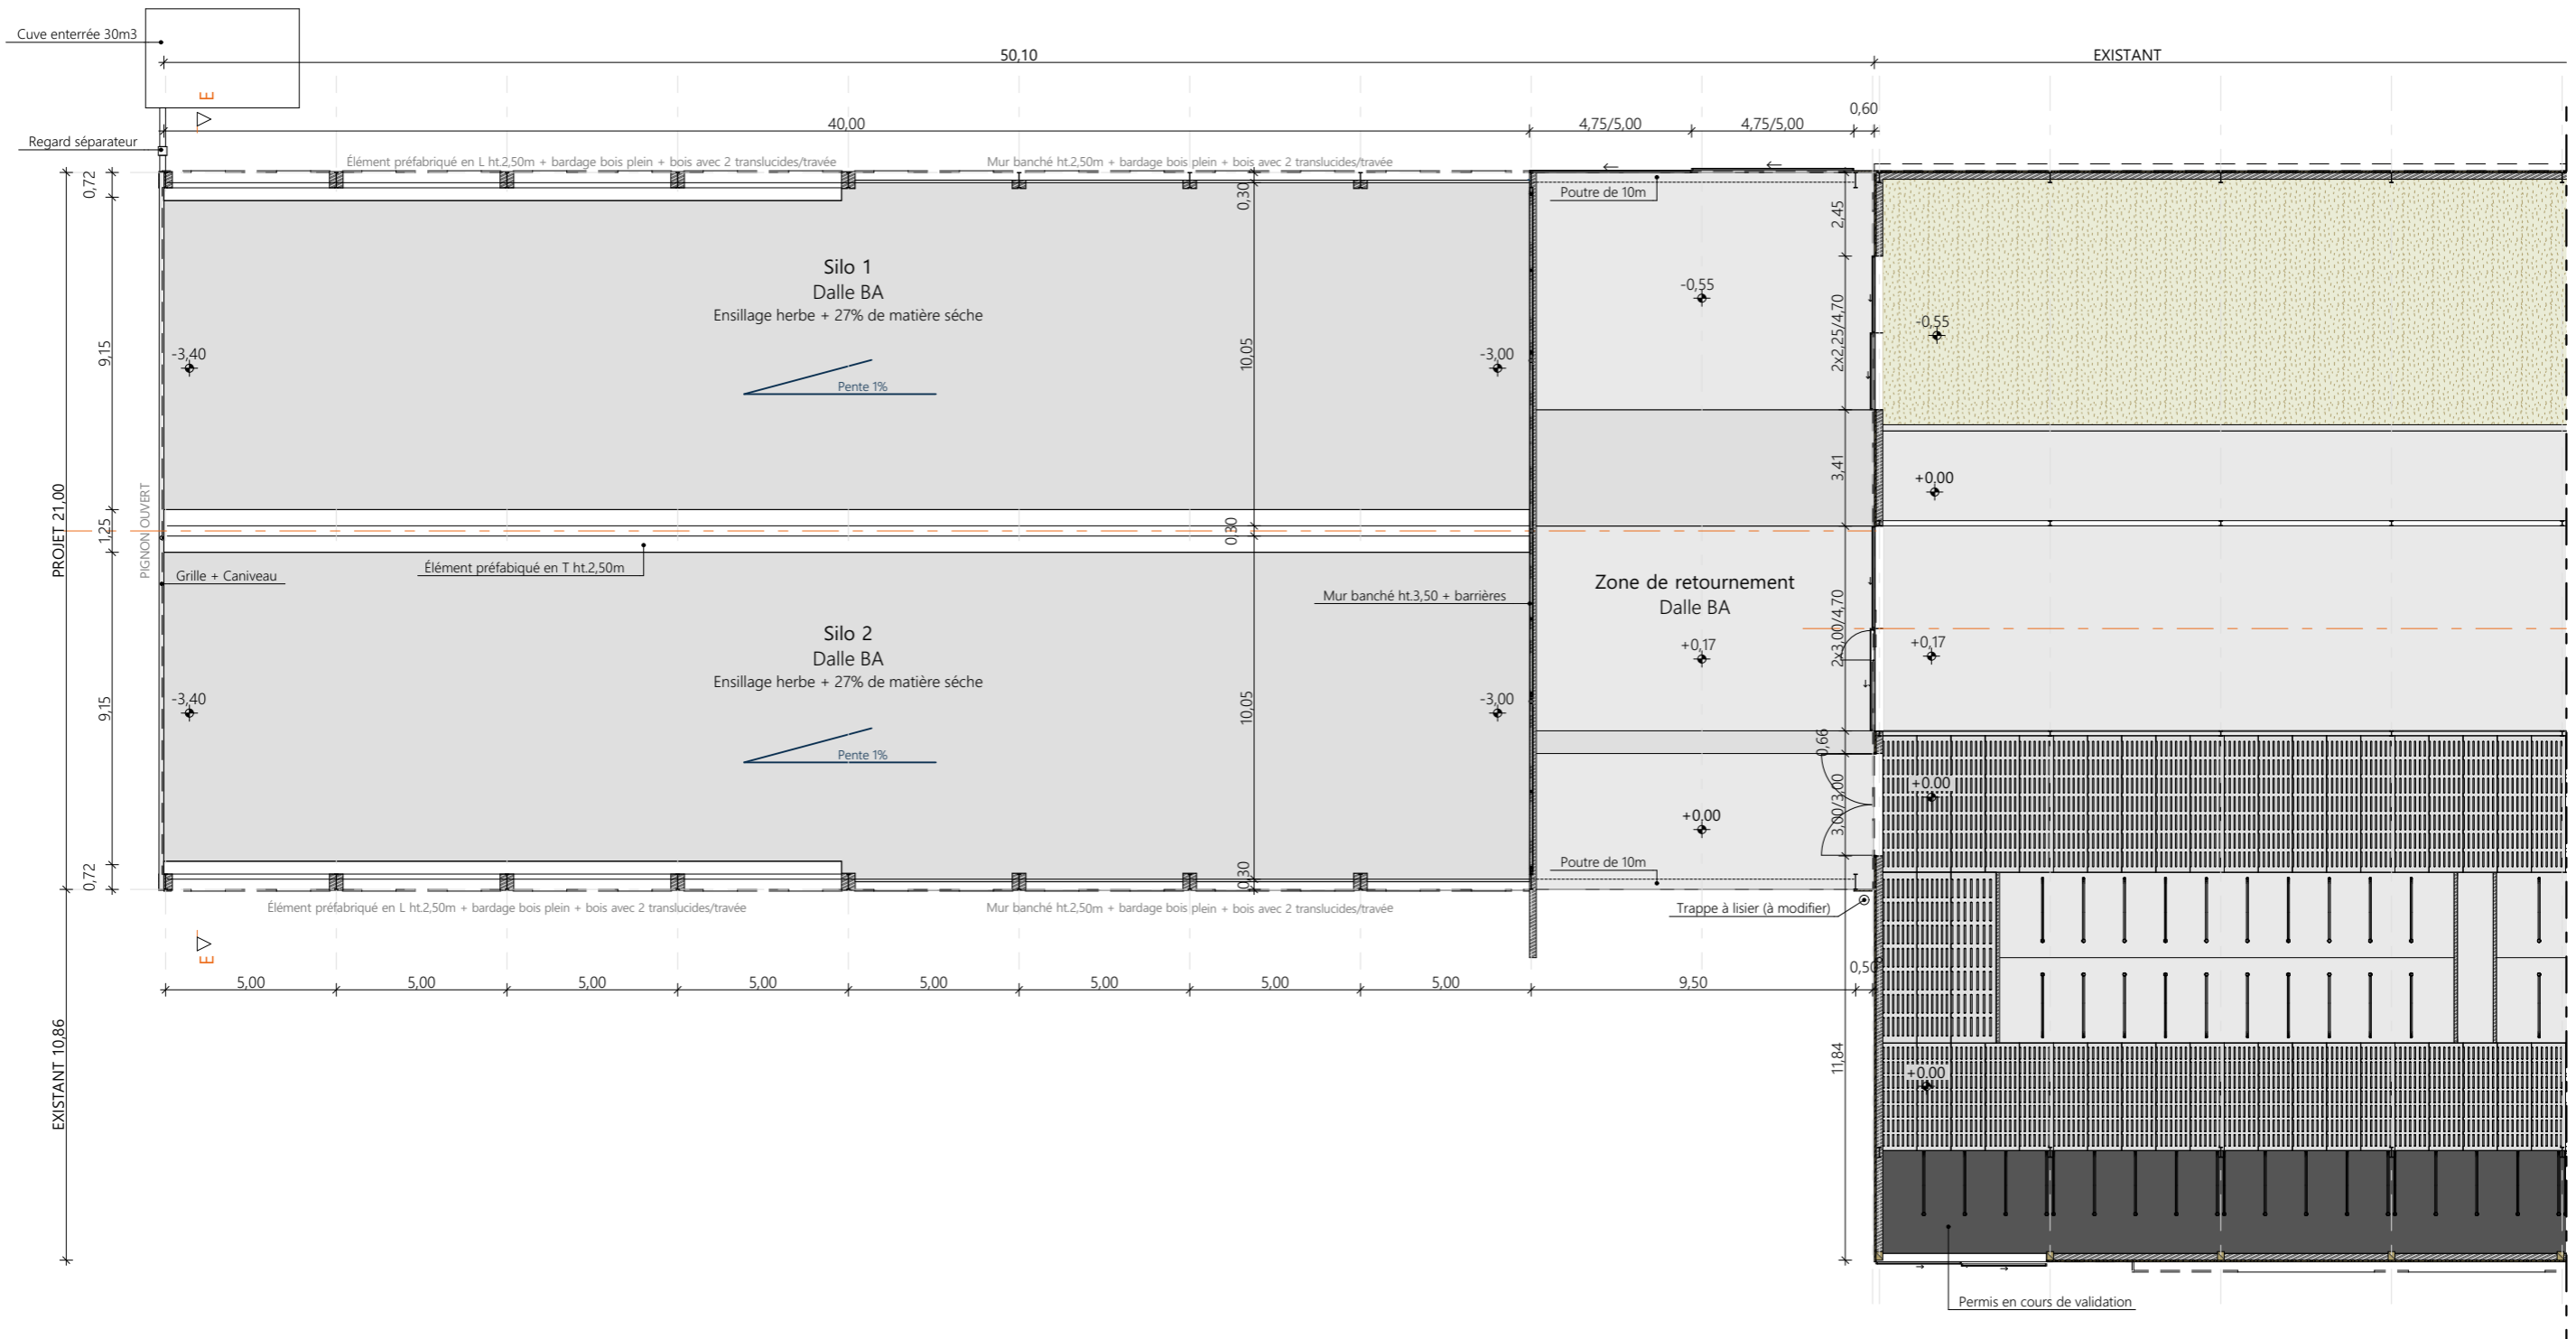 Cuve enterrée 30m3
50,10
EXISTANT
E
0,60
40,00
4,75/5,00
4,75/5,00
Regard séparateur
Élément préfabriqué en L ht.2,50m + bardage bois plein + bois avec 2 translucides/travée
Mur banché ht.2,50m + bardage bois plein + bois avec 2 translucides/travée
0,72
0,30
Poutre de 10m
2,45
Silo 1
Dalle BA
Ensillage herbe + 27% de matière séche
-0,55
-0,55
2x2,25/4,70
9,15
-3,40
10,05
-3,00
Pente 1%
3,41
+0,00
PROJET 21,00
PIGNON OUVERT
1,25
0,30
Élément préfabiqué en T ht.2,50m
Grille + Caniveau
Mur banché ht.3,50 + barrières
Zone de retournement
Dalle BA
2x3,00/4,70
Silo 2
Dalle BA
Ensillage herbe + 27% de matière séche
+0,17
+0,17
9,15
-3,40
10,05
-3,00
Pente 1%
0,66
+0.00
3,00/3,00
+0,00
0,72
0,30
Poutre de 10m
Élément préfabriqué en L ht.2,50m + bardage bois plein + bois avec 2 translucides/travée
Mur banché ht.2,50m + bardage bois plein + bois avec 2 translucides/travée
Trappe à lisier (à modifier)
E
5,00
5,00
5,00
5,00
5,00
5,00
5,00
5,00
9,50
0,50
EXISTANT 10,86
11,84
+0.00
Permis en cours de validation